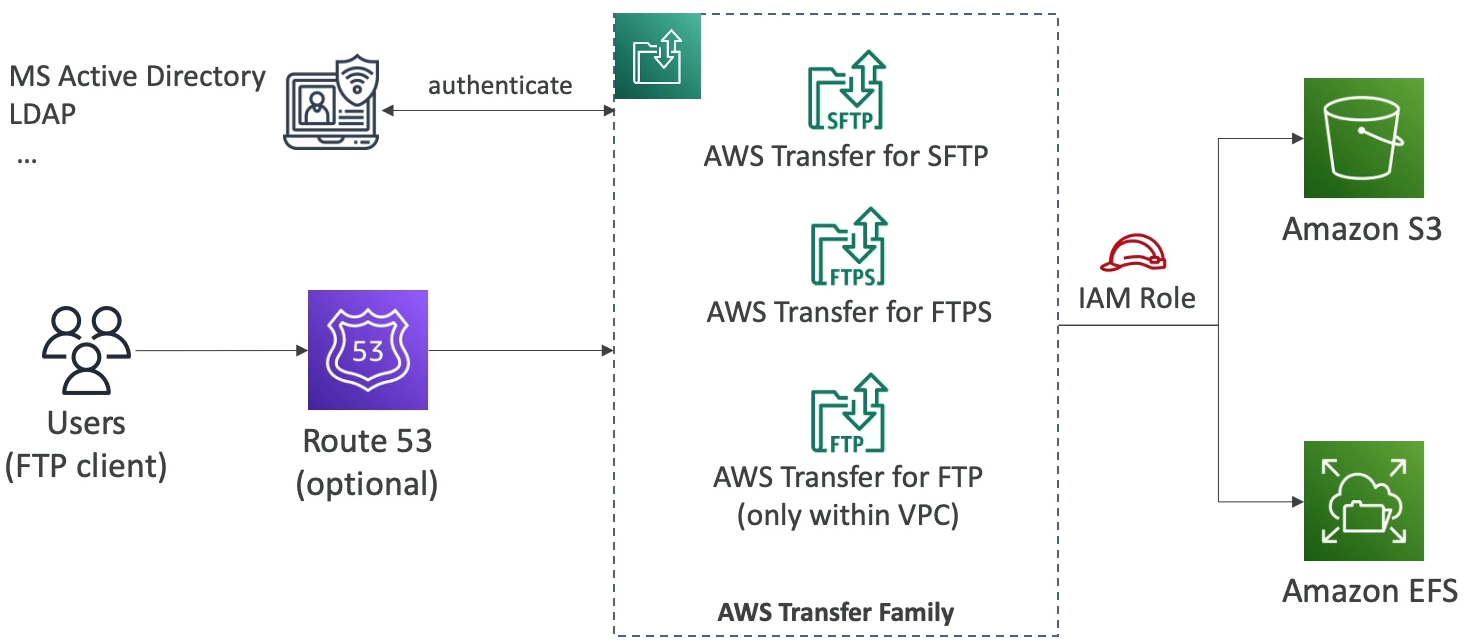 MS Active Directory
LDAP
...
authenticate
SFTP
AWS Transfer for SFTP
FTPS
AWS Transfer for FTPS
FTP
AWS Transfer for FTP
(only within VPC)
AWS Transfer Family
Users
(FTP client)
53
Route 53
(optional)
IAM Role
Amazon S3
Amazon EFS